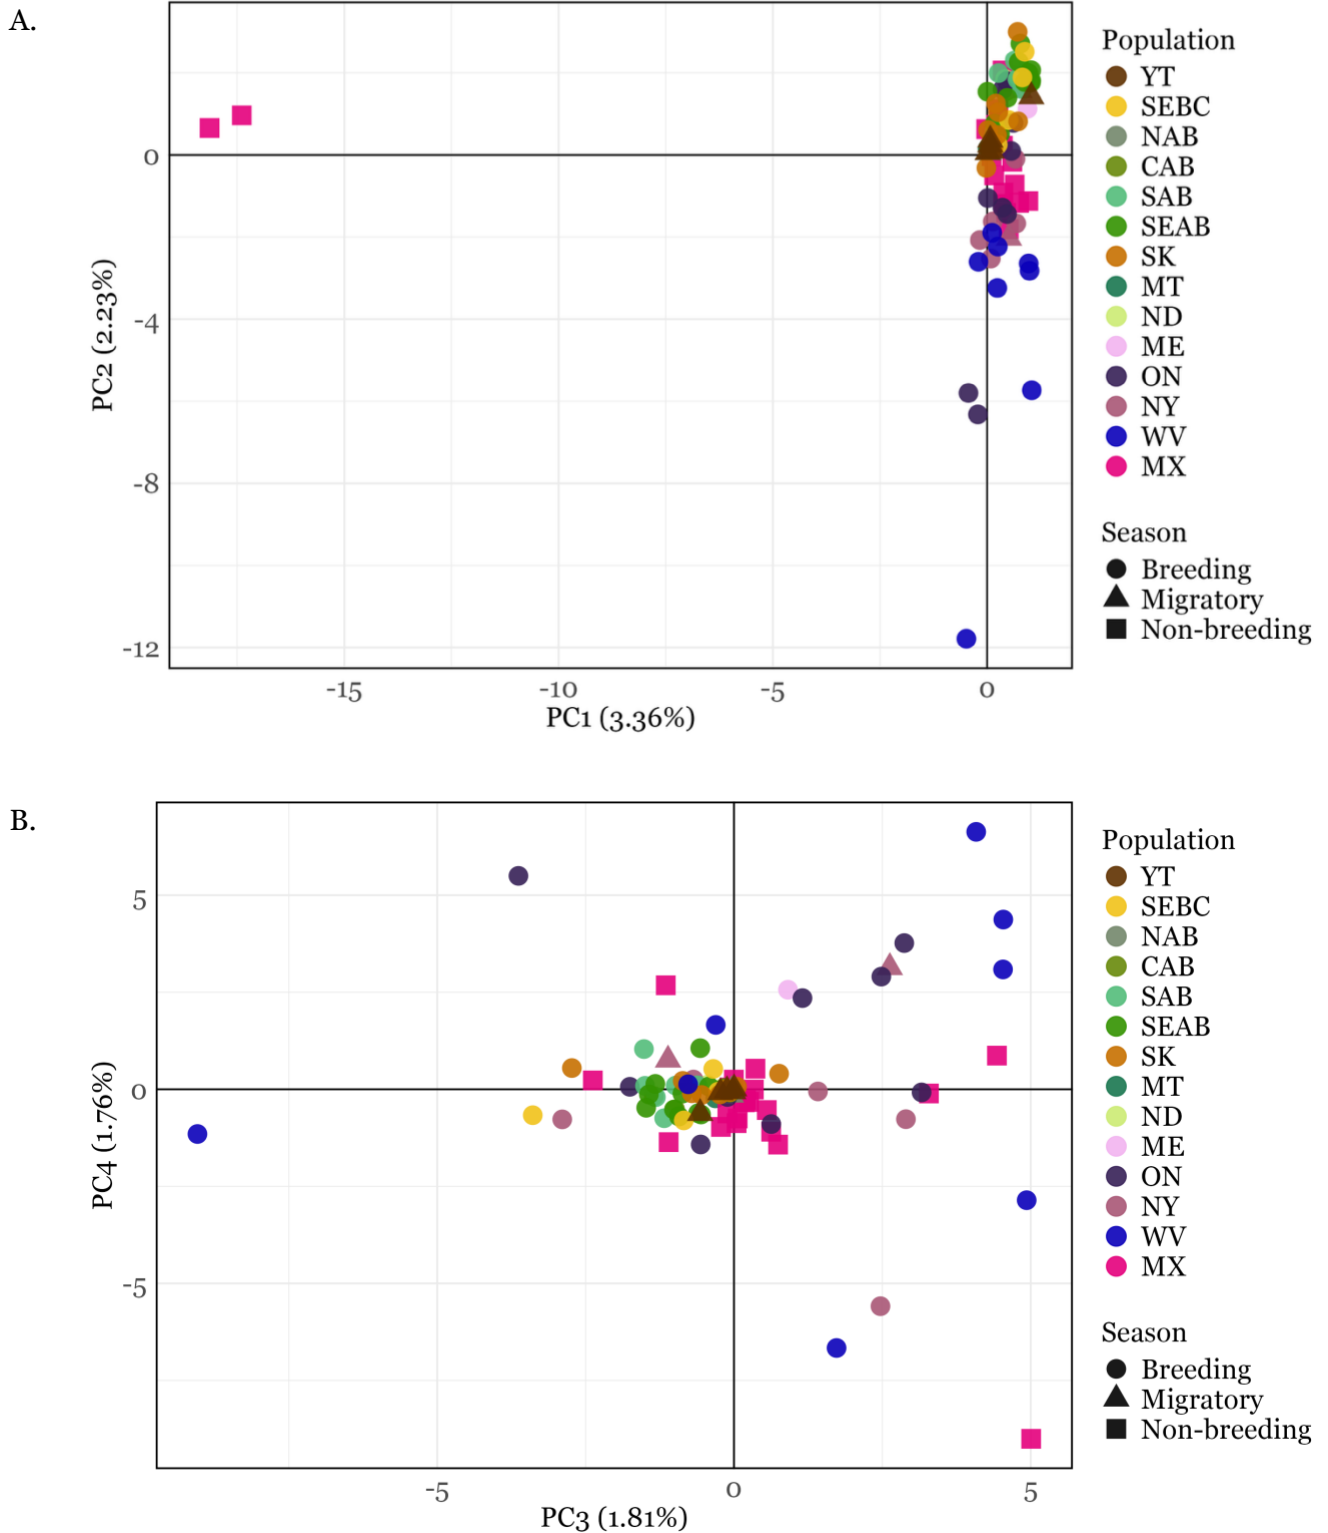 A.
0
-4
-8
-12
PC2 (2.23%)
-15
-10
-5
0
PC1 (3.36%)
Population
YT
SEBC
NAB
CAB
SAB
SEAB
SK
MT
ND
ME
ON
NY
WV
MX
Season
Breeding
Migratory
Non-breeding
B.
5
0
-5
PC4 (1.76%)
-5
0
5
PC3 (1.81%)
Population
YT
SEBC
NAB
CAB
SAB
SEAB
SK
MT
ND
ME
ON
NY
WV
MX
Season
Breeding
Migratory
Non-breeding